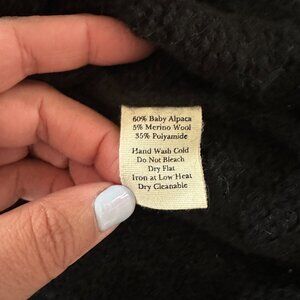 60% Baby Alpaca
5% Merino Wool
35% Polyamide
Hand Wash Cold
Do Not Bleach
Dry Flat
Iron at Low Heat
Dry Cleanable